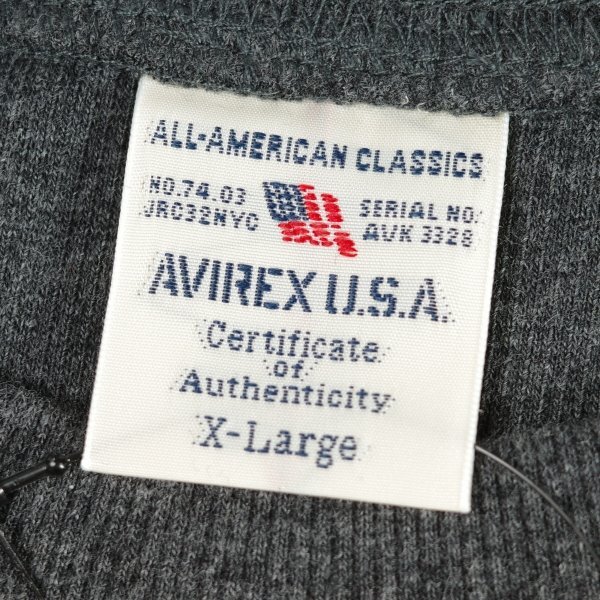 ALL-AMERICAN CLASSICS
NO.74.03
JRC32NYC
SERIAL NO.
AVK 3328
AVIREX U.S.A.
Certificate
of
Authenticity
X-Large